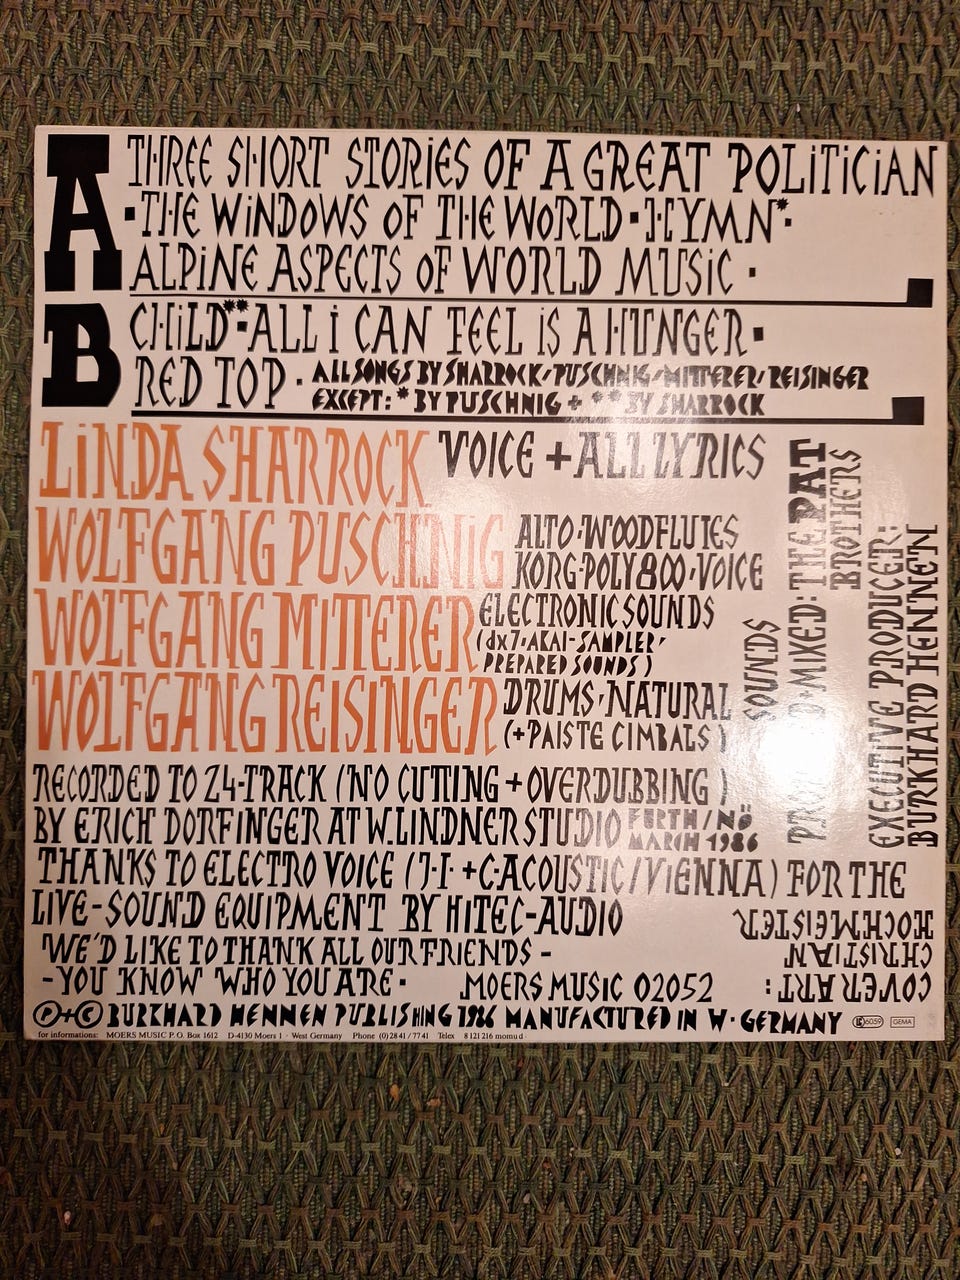 A THREE SHORT STORiES OF A GREAT POLiTiCiAN
·THE WiNDOWS OF THE WORLD·HYMN*·
ALPiNE ASPECTS OF WORLD MUSiC ·
B CHiLD**·ALL i CAN FEEL iS A HUNGER·
RED TOP · ALL SONGS BY SHARROCK/PUSCHNIG/MITTERER/REISINGER
EXCEPT: * BY PUSCHNIG + ** BY SHARROCK
LiNDA SHARROCK VOICE + ALL LYRICS
WOLFGANG PUSCHNiG ALTO·WOODFLUTES
KORG-POLY800·VOICE
WOLFGANG MITTERER ELECTRONIC SOUNDS
(dx7, AKAI-SAMPLER,
PREPARED SOUNDS)
WOLFGANG REISINGER DRUMS, NATURAL
SOUNDS
(+PAISTE CIMBALS)
MIXED: THE PAT
BROTHERS
EXECUTIVE PRODUCER:
BURKHARD HENNEN
RECORDED TO 24-TRACK (NO CUTTING + OVERDUBBING)
BY ERICH DORFINGER AT W.LINDNER STUDIO FURTH/NÖ
MARCH 1986
THANKS TO ELECTRO VOICE (J·I· + C·ACOUSTIC/VIENNA) FOR THE
LIVE-SOUND EQUIPMENT BY HITEC-AUDIO
WE'D LIKE TO THANK ALL OUR FRIENDS -
-YOU KNOW WHO YOU ARE· MOERS MUSIC 02052
COVER ART:
CHRISTIAN
HOCHMEISTER
(P)+(C) BURKHARD HENNEN PUBLISHING 1986 MANUFACTURED IN W·GERMANY LC 6059 GEMA
for informations: MOERS MUSIC P.O. Box 1612 D-4130 Moers 1 · West Germany Phone (0)2841/7741 Telex 8121216 momu d